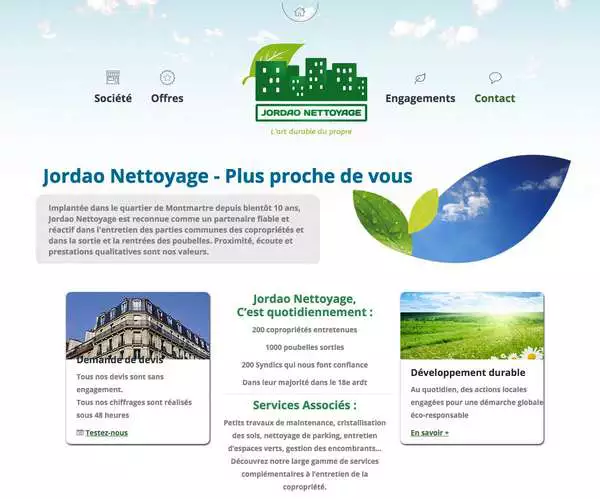 Société
Offres
JORDAO NETTOYAGE
L'art durable du propre
Engagements
Contact
Jordao Nettoyage - Plus proche de vous
Implantée dans le quartier de Montmartre depuis bientôt 10 ans,
Jordao Nettoyage est reconnue comme un partenaire fiable et
réactif dans l'entretien des parties communes des copropriétés et
dans la sortie et la rentrées des poubelles. Proximité, écoute et
prestations qualitatives sont nos valeurs.
Demande de devis
Tous nos devis sont sans
engagement.
Tous nos chiffrages sont réalisés
sous 48 heures
Testez-nous
Jordao Nettoyage,
C'est quotidiennement :
200 copropriétés entretenues
1000 poubelles sorties
200 Syndics qui nous font confiance
Dans leur majorité dans le 18e ardt
Services Associés :
Petits travaux de maintenance, cristallisation
des sols, nettoyage de parking, entretien
d'espaces verts, gestion des encombrants...
Découvrez notre large gamme de services
complémentaires à l'entretien de la
copropriété.
Développement durable
Au quotidien, des actions locales
engagées pour une démarche globale
éco-responsable
En savoir +